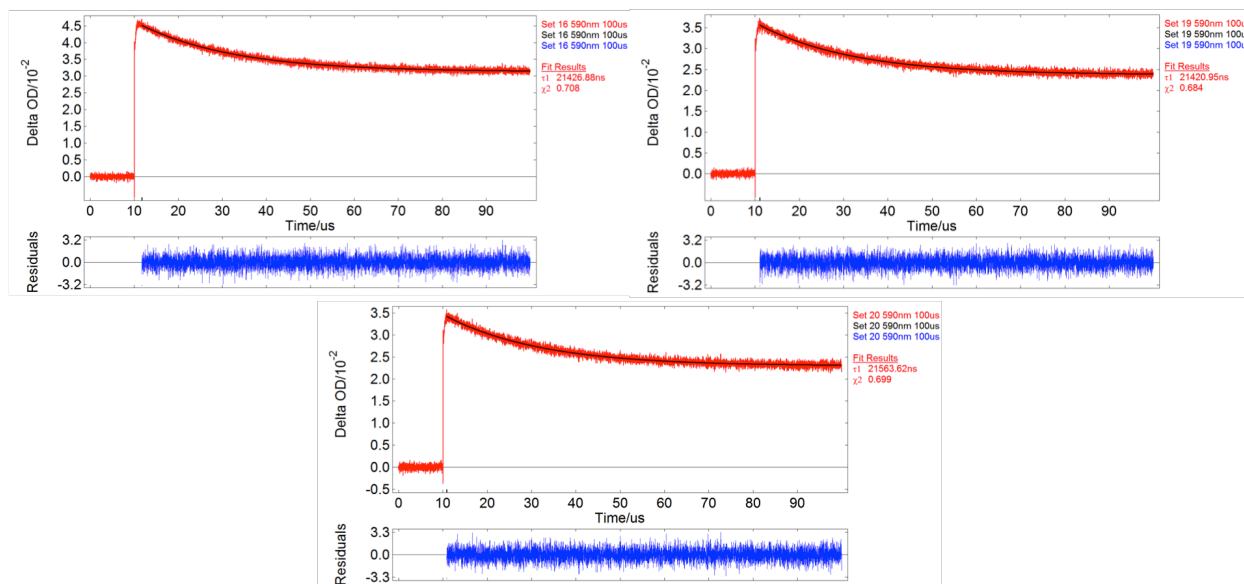 4.5
4.0
3.5
3.0
2.5
2.0
1.5
1.0
0.5
0.0
Delta OD/10-2
0 10 20 30 40 50 60 70 80 90
Time/us
Set 16 590nm 100us
Set 16 590nm 100us
Set 16 590nm 100us
Fit Results
τ1 21426.88ns
χ2 0.708
3.2
0.0
-3.2
Residuals
3.5
3.0
2.5
2.0
1.5
1.0
0.5
0.0
Delta OD/10-2
0 10 20 30 40 50 60 70 80 90
Time/us
Set 19 590nm 100u
Set 19 590nm 100us
Set 19 590nm 100us
Fit Results
τ1 21420.95ns
χ2 0.684
3.2
0.0
-3.2
Residuals
3.5
3.0
2.5
2.0
1.5
1.0
0.5
0.0
-0.5
Delta OD/10-2
0 10 20 30 40 50 60 70 80 90
Time/us
Set 20 590nm 100us
Set 20 590nm 100us
Set 20 590nm 100us
Fit Results
τ1 21563.62ns
χ2 0.699
3.3
0.0
-3.3
Residuals